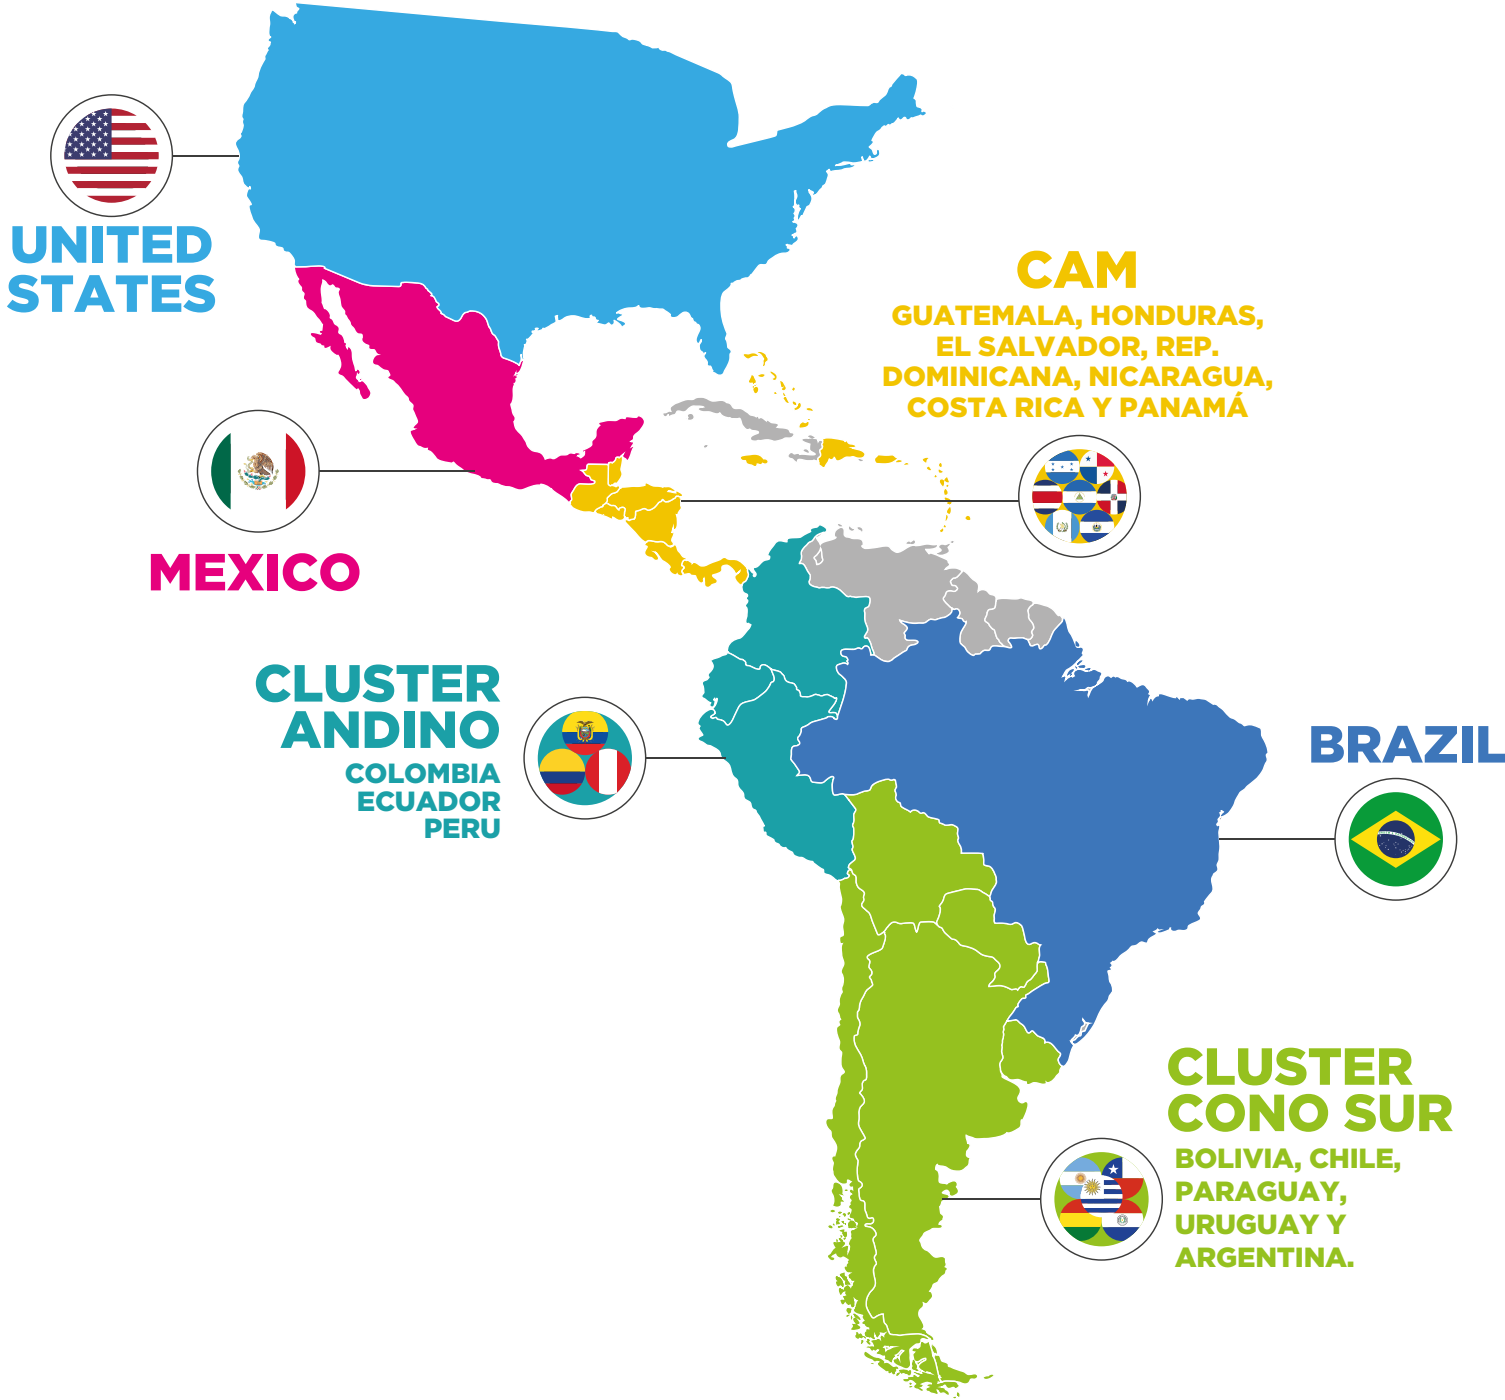 UNITED
STATES
CAM
GUATEMALA, HONDURAS,
EL SALVADOR, REP.
DOMINICANA, NICARAGUA,
COSTA RICA Y PANAMÁ
MEXICO
CLUSTER
ANDINO
COLOMBIA
ECUADOR
PERU
BRAZIL
CLUSTER
CONO SUR
BOLIVIA, CHILE,
PARAGUAY,
URUGUAY Y
ARGENTINA.